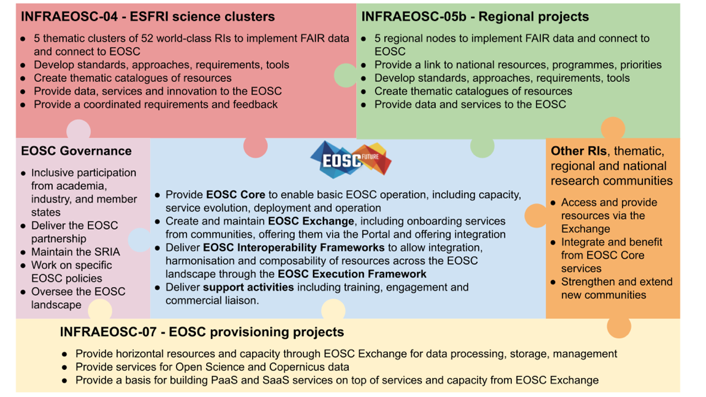 INFRAEOSC-04 - ESFRI science clusters
● 5 thematic clusters of 52 world-class RIs to implement FAIR data
and connect to EOSC
● Develop standards, approaches, requirements, tools
● Create thematic catalogues of resources
● Provide data, services and innovation to the EOSC
● Provide a coordinated requirements and feedback
INFRAEOSC-05b - Regional projects
● 5 regional nodes to implement FAIR data and connect to
EOSC
● Provide a link to national resources, programmes, priorities
● Develop standards, approaches, requirements, tools
● Create thematic catalogues of resources
● Provide data and services to the EOSC
EOSC Governance
● Inclusive participation
from academia,
industry, and member
states
● Deliver the EOSC
partnership
● Maintain the SRIA
● Work on specific
EOSC policies
● Oversee the EOSC
landscape
EOSC FUTURE
● Provide EOSC Core to enable basic EOSC operation, including capacity,
service evolution, deployment and operation
● Create and maintain EOSC Exchange, including onboarding services
from communities, offering them via the Portal and offering integration
● Deliver EOSC Interoperability Frameworks to allow integration,
harmonisation and composability of resources across the EOSC
landscape through the EOSC Execution Framework
● Deliver support activities including training, engagement and
commercial liaison.
Other RIs, thematic,
regional and national
research communities
● Access and provide
resources via the
Exchange
● Integrate and benefit
from EOSC Core
services
● Strengthen and extend
new communities
INFRAEOSC-07 - EOSC provisioning projects
● Provide horizontal resources and capacity through EOSC Exchange for data processing, storage, management
● Provide services for Open Science and Copernicus data
● Provide a basis for building PaaS and SaaS services on top of services and capacity from EOSC Exchange